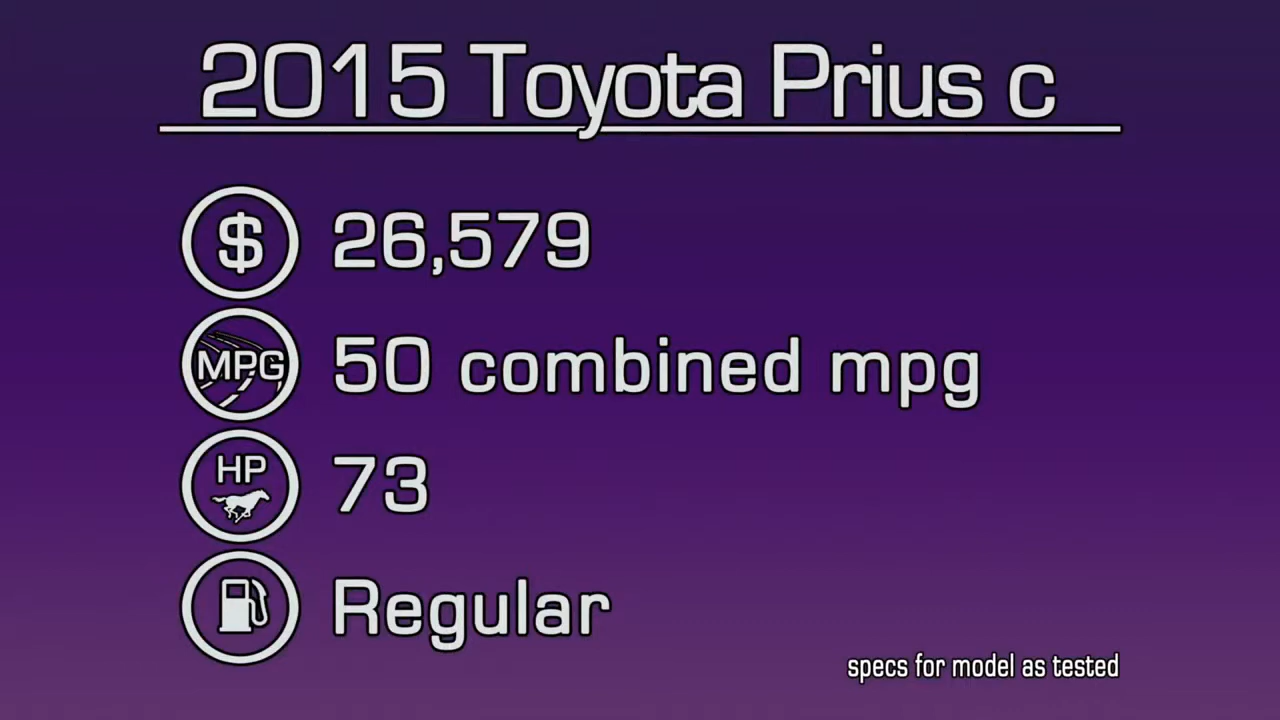 2015 Toyota Prius c
$ 26,579
MPG 50 combined mpg
HP 73
Regular
specs for model as tested